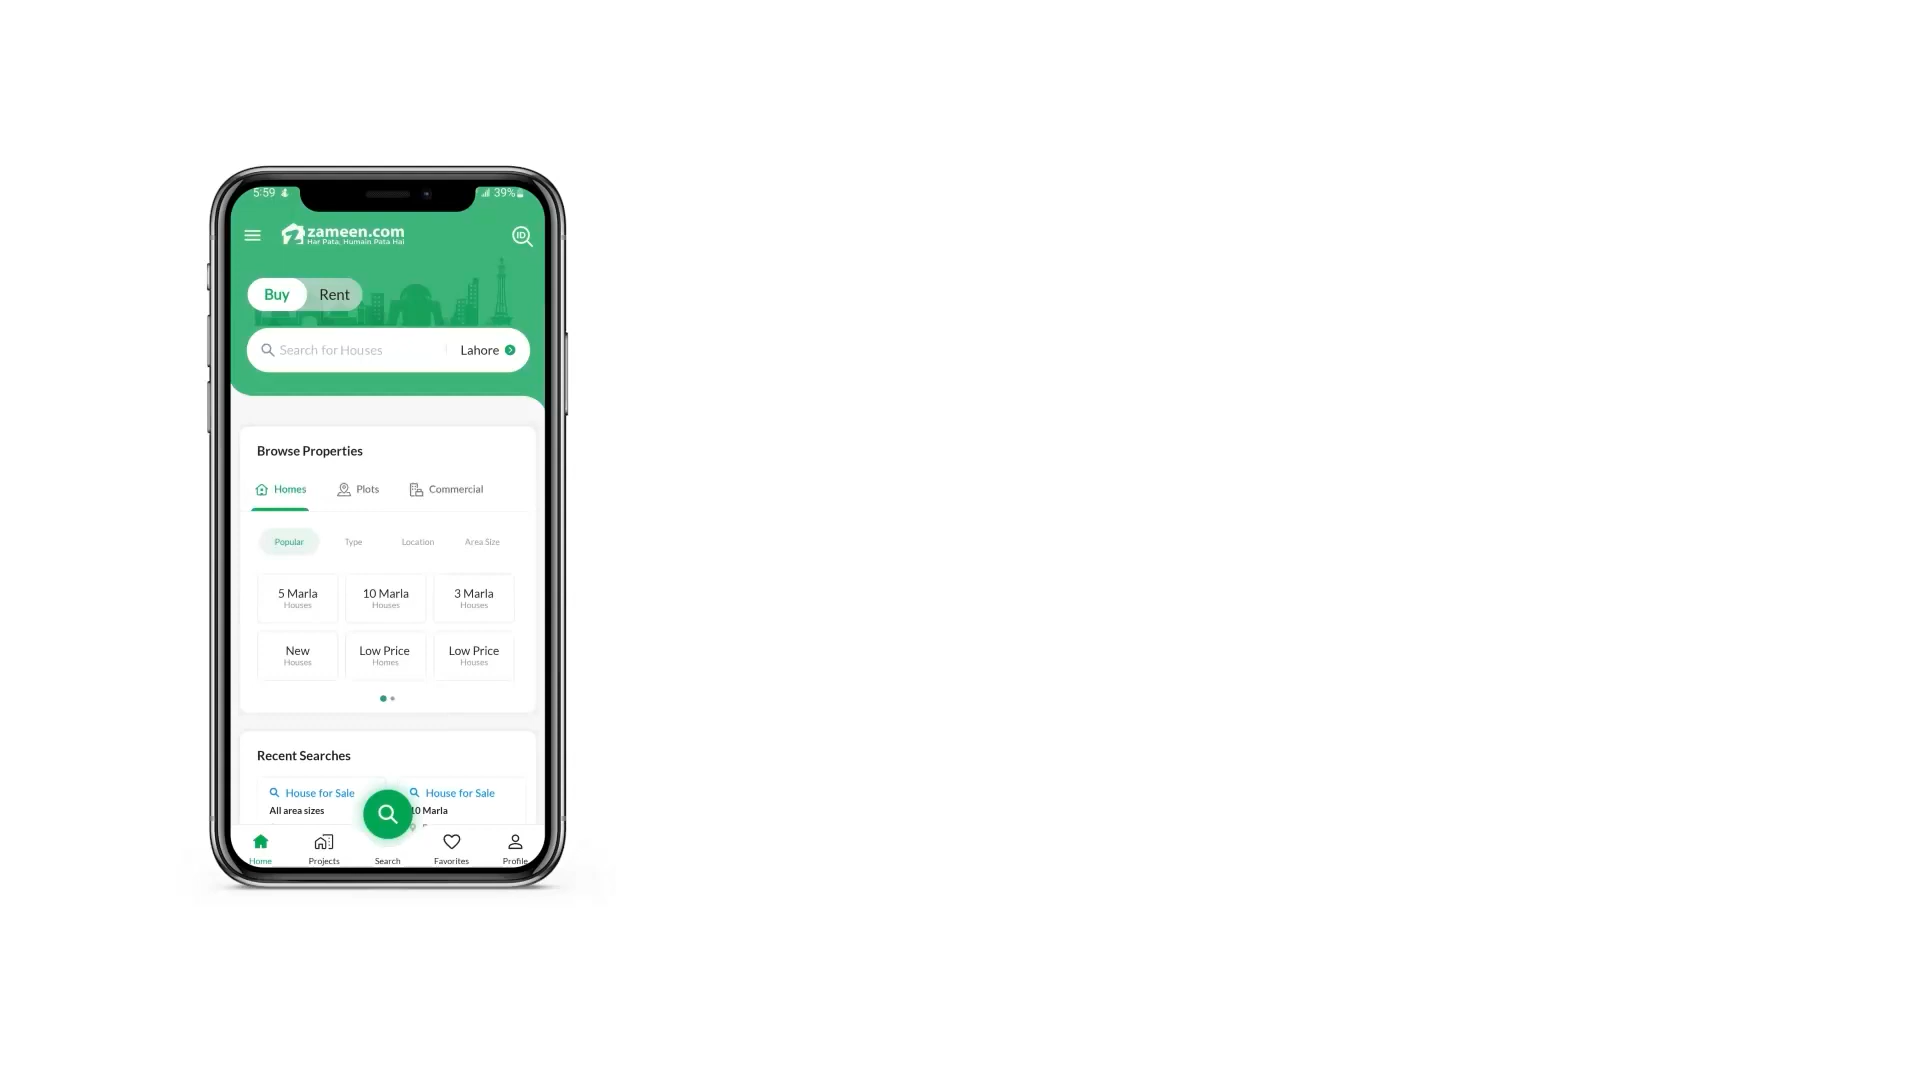 5:59
39%
zameen.com
Har Pata, Humain Pata Hai
ID
Buy Rent
Search for Houses Lahore
Browse Properties
Homes Plots Commercial
Popular Type Location Area Size
5 Marla 10 Marla 3 Marla
Houses Houses Houses
New Low Price Low Price
Houses Homes Houses
Recent Searches
House for Sale House for Sale
All area sizes 10 Marla
Home Projects Search Favorites Profile